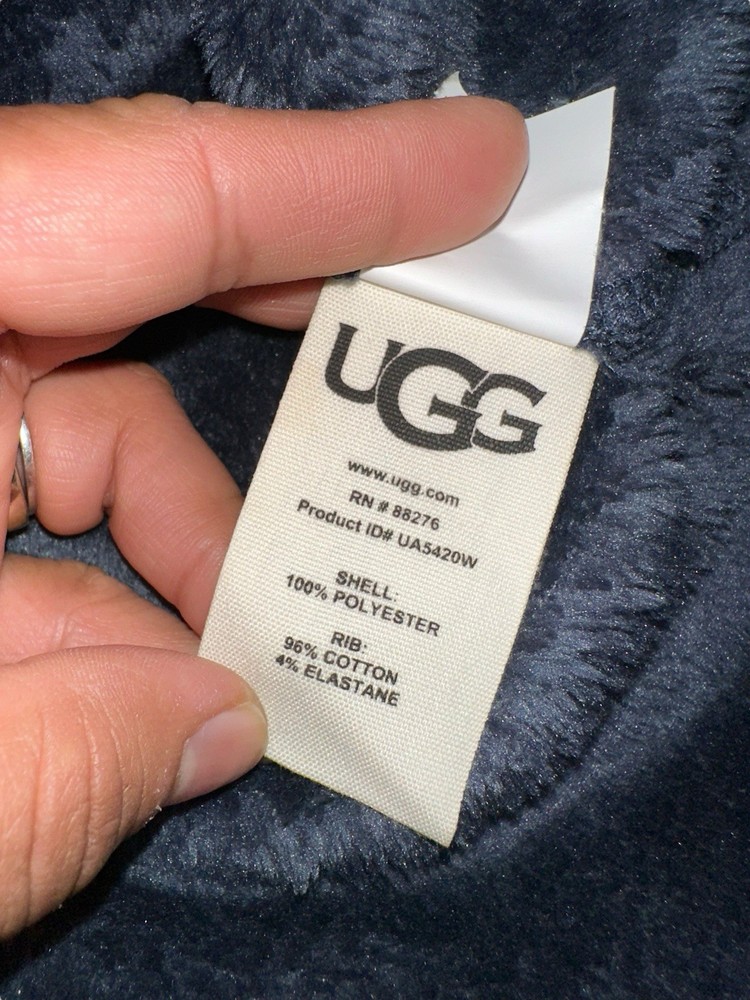 UGG
www.ugg.com
RN # 88276
Product ID# UA5420W
SHELL:
100% POLYESTER
RIB:
96% COTTON
4% ELASTANE